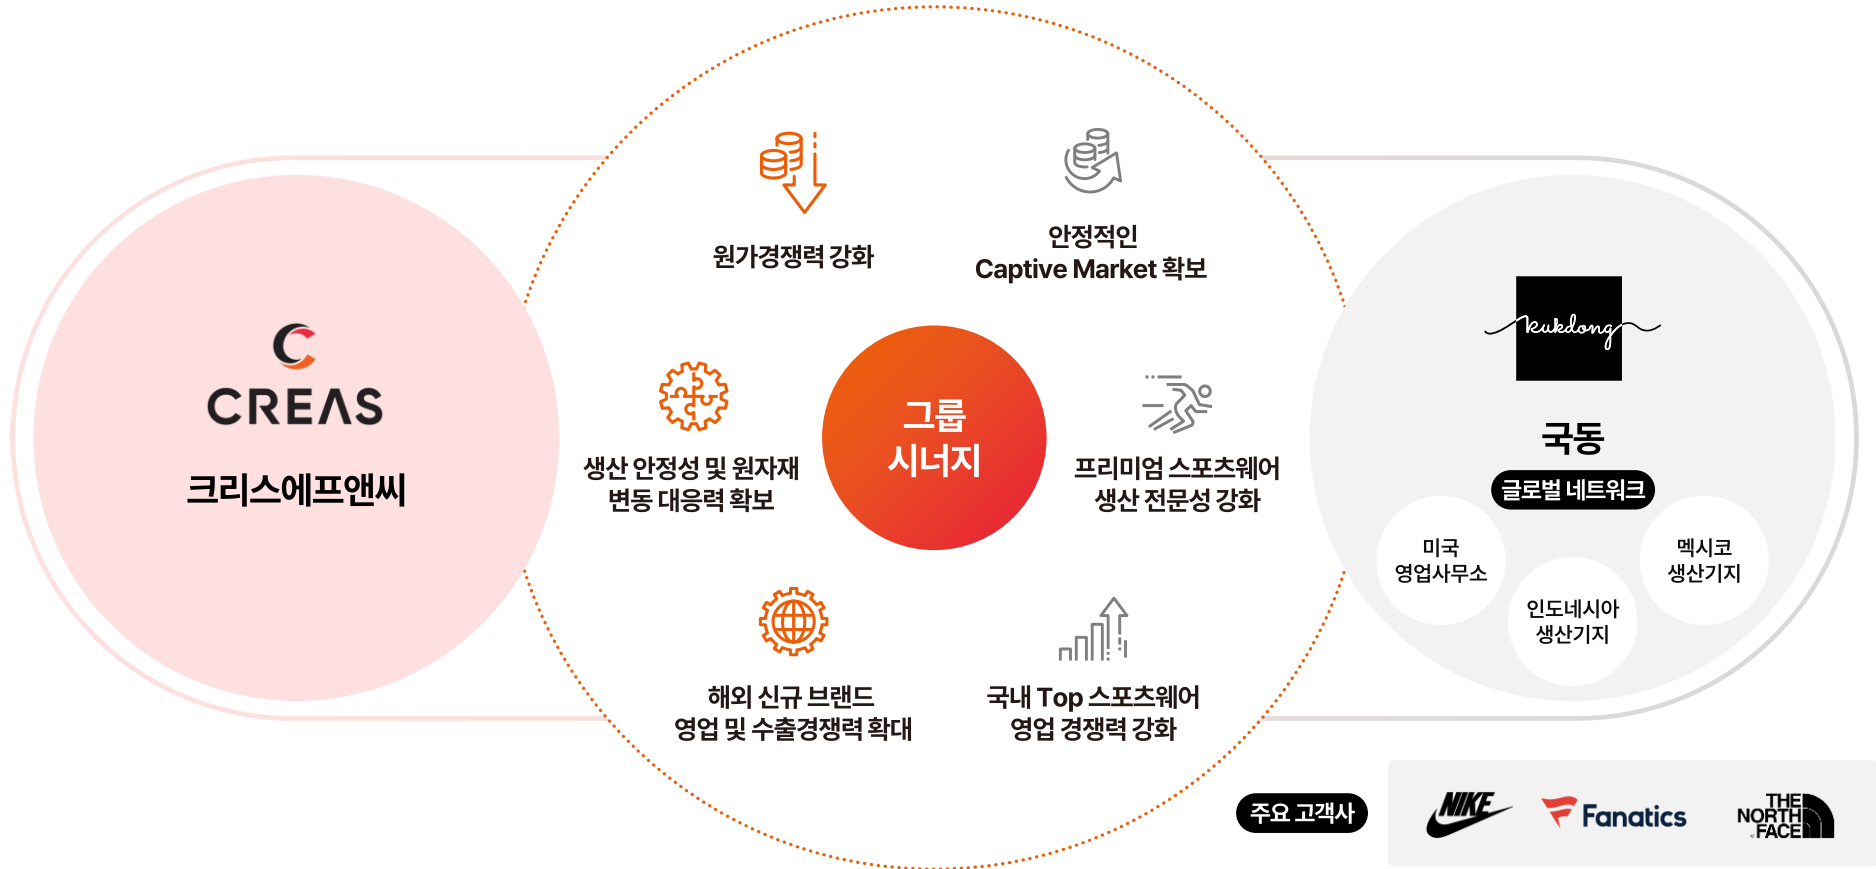 CREAS
크리스에프앤씨
원가경쟁력 강화
안정적인
Captive Market 확보
생산 안정성 및 원자재
변동 대응력 확보
그룹
시너지
프리미엄 스포츠웨어
생산 전문성 강화
해외 신규 브랜드
영업 및 수출경쟁력 확대
국내 Top 스포츠웨어
영업 경쟁력 강화
kukdong
국동
글로벌 네트워크
미국
영업사무소
인도네시아
생산기지
멕시코
생산기지
주요 고객사
NIKE
Fanatics
THE
NORTH
FACE